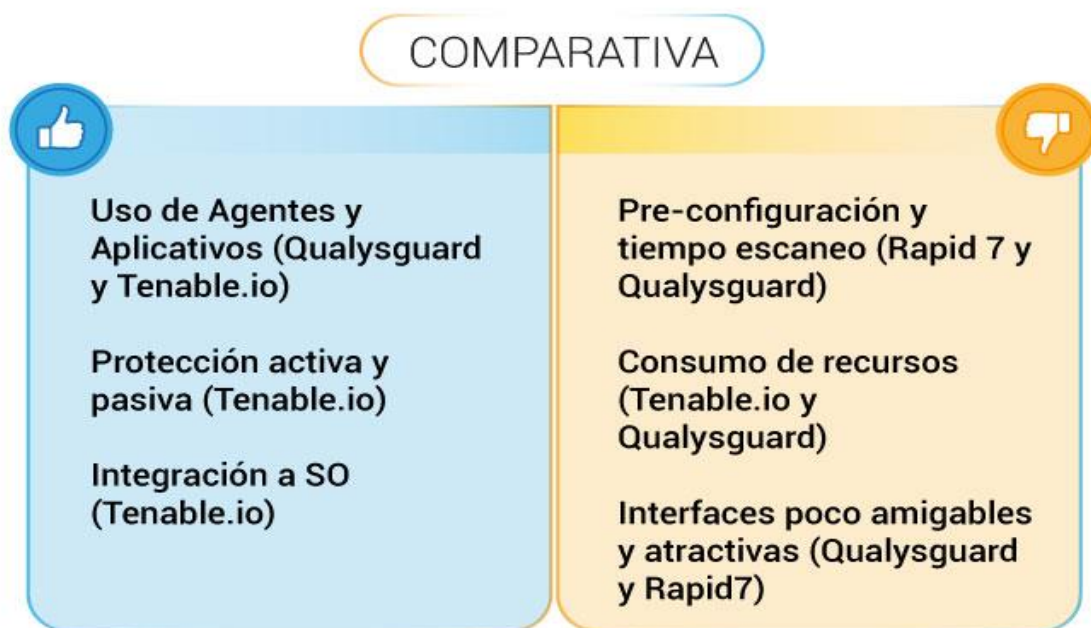 COMPARATIVA
Uso de Agentes y
Aplicativos (Qualysguard
y Tenable.io)
Protección activa y
pasiva (Tenable.io)
Integración a SO
(Tenable.io)
Pre-configuración y
tiempo escaneo (Rapid 7 y
Qualysguard)
Consumo de recursos
(Tenable.io y
Qualysguard)
Interfaces poco amigables
y atractivas (Qualysguard
y Rapid7)